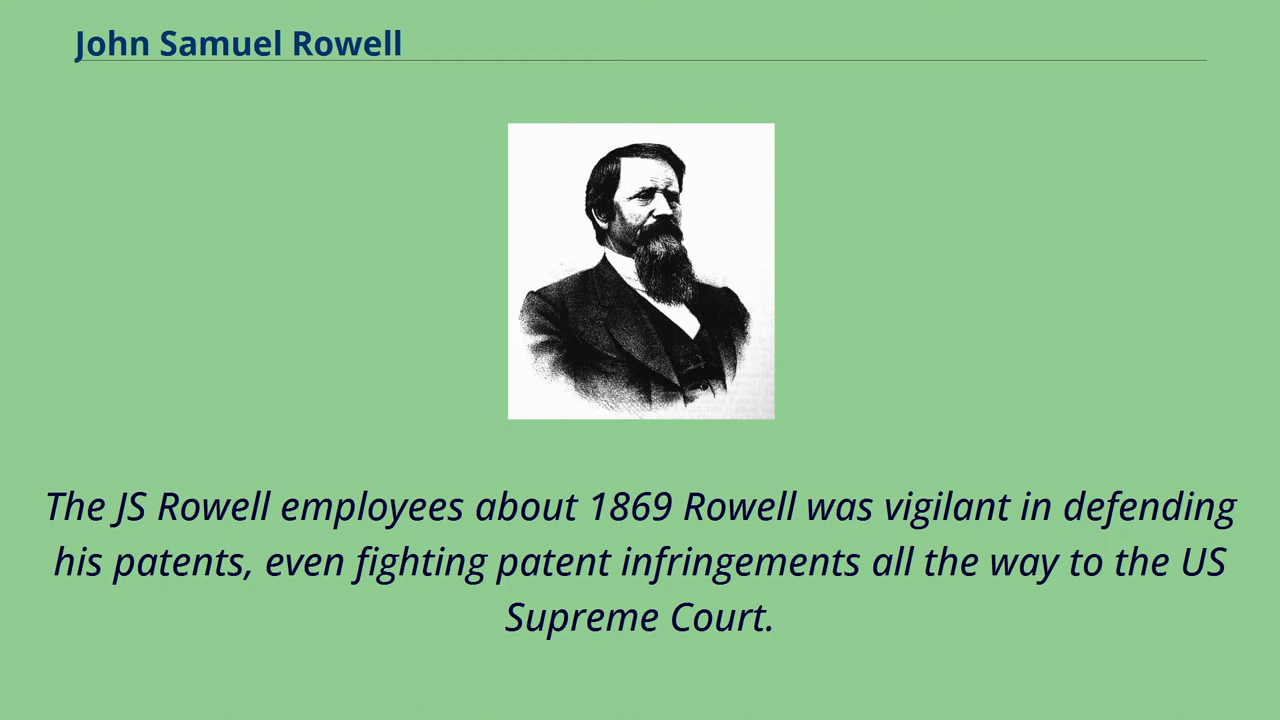 John Samuel Rowell
The JS Rowell employees about 1869 Rowell was vigilant in defending
his patents, even fighting patent infringements all the way to the US
Supreme Court.